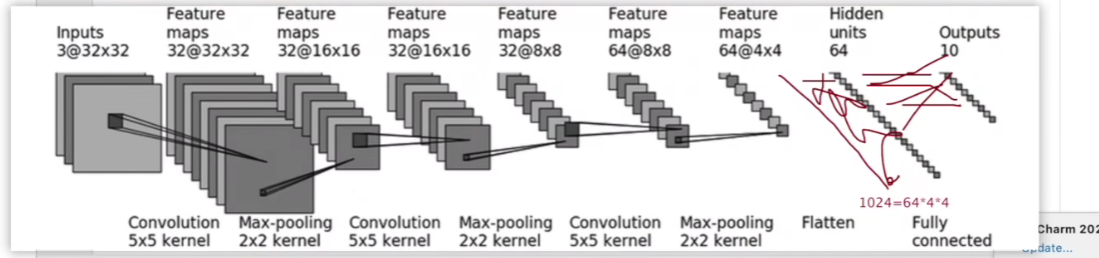 Inputs
3@32x32
Feature
maps
32@32x32
Feature
maps
32@16x16
Feature
maps
32@16x16
Feature
maps
32@8x8
Feature
maps
64@8x8
Feature
maps
64@4x4
Hidden
units
64
Outputs
10
1024=64*4*4
Convolution
5x5 kernel
Max-pooling
2x2 kernel
Convolution
5x5 kernel
Max-pooling
2x2 kernel
Convolution
5x5 kernel
Max-pooling
2x2 kernel
Flatten
Fully
connected
Charm 202
update...